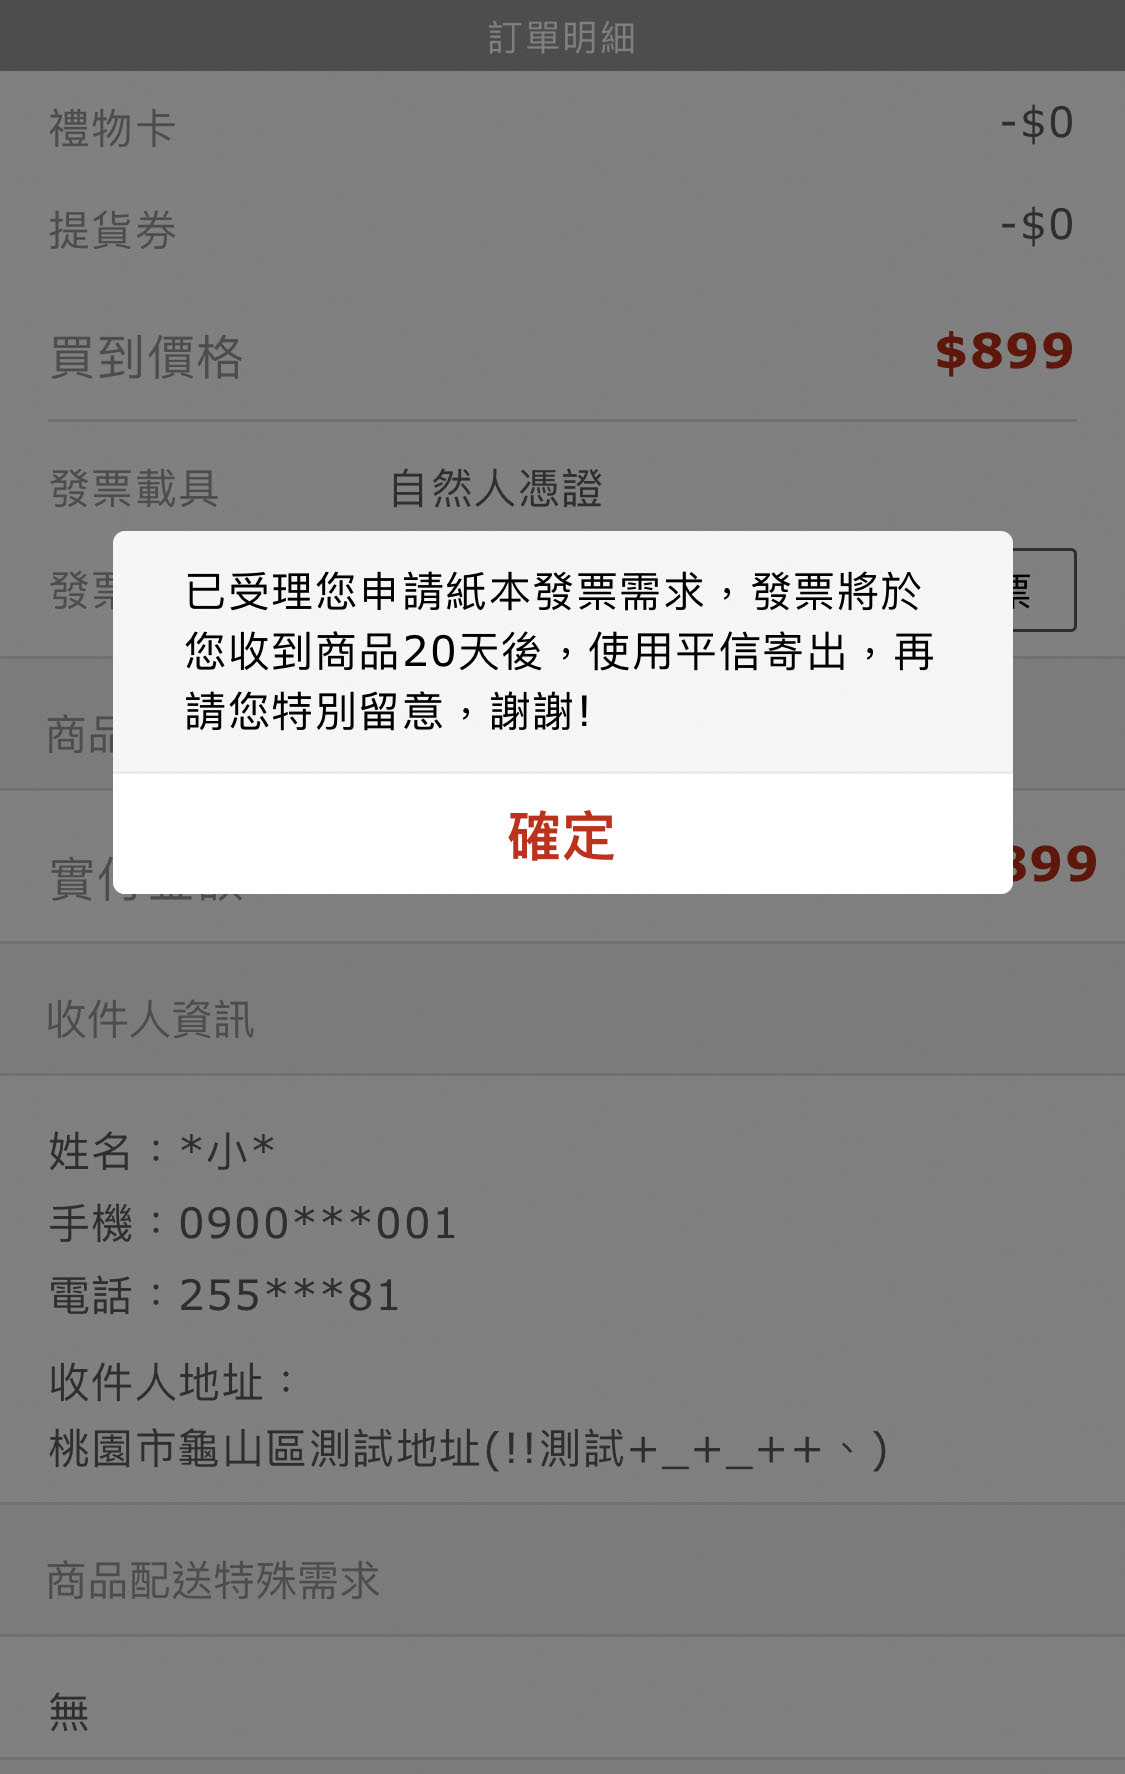 訂單明細
禮物卡 -$0
提貨券 -$0
買到價格 $899
發票載具 自然人憑證
發票
已受理您申請紙本發票需求，發票將於
您收到商品20天後，使用平信寄出，再
請您特別留意，謝謝!
確定
商品
實付金額 899
收件人資訊
姓名：*小*
手機：0900***001
電話：255***81
收件人地址：
桃園市龜山區測試地址(!!測試+_+_++、)
商品配送特殊需求
無